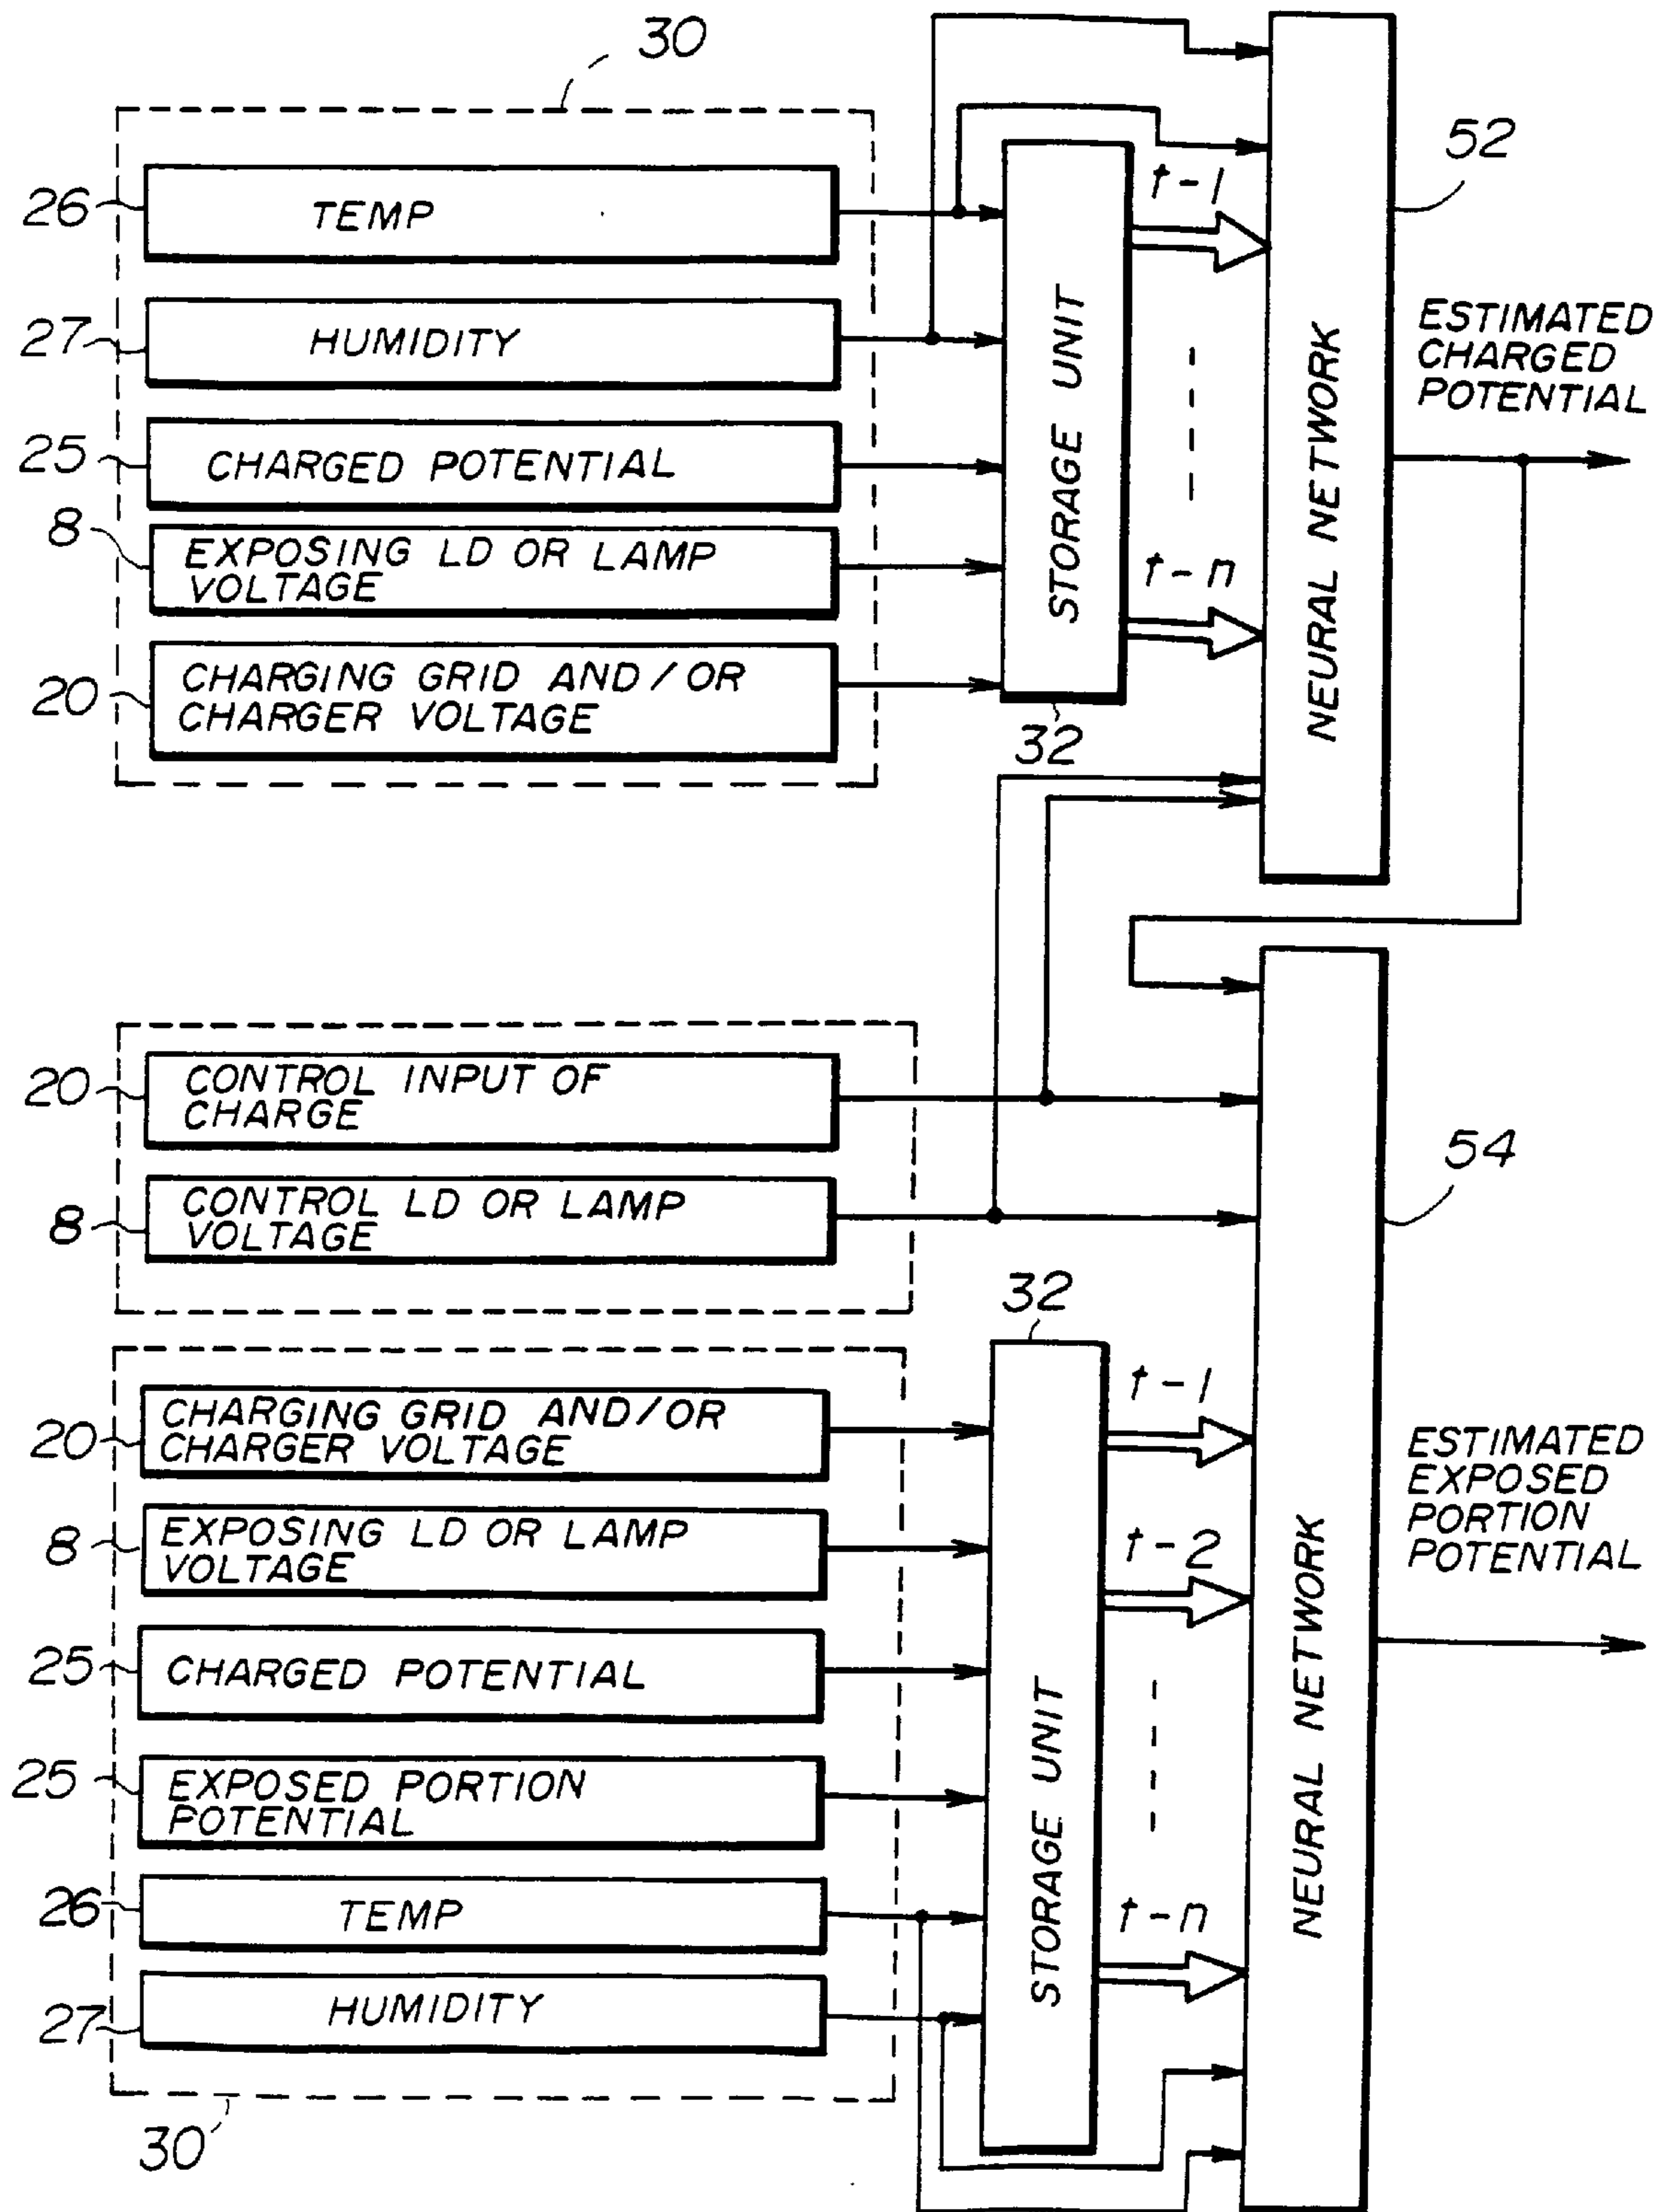 30
26
TEMP
27
HUMIDITY
25
CHARGED POTENTIAL
8
EXPOSING LD OR LAMP
VOLTAGE
20
CHARGING GRID AND/OR
CHARGER VOLTAGE
STORAGE UNIT
32
t-1
t-n
NEURAL NETWORK
52
ESTIMATED
CHARGED
POTENTIAL
20
CONTROL INPUT OF
CHARGE
8
CONTROL LD OR LAMP
VOLTAGE
54
32
20
CHARGING GRID AND/OR
CHARGER VOLTAGE
8
EXPOSING LD OR LAMP
VOLTAGE
25
CHARGED POTENTIAL
25
EXPOSED PORTION
POTENTIAL
26
TEMP
27
HUMIDITY
30
STORAGE UNIT
t-1
t-2
t-n
NEURAL NETWORK
ESTIMATED
EXPOSED
PORTION
POTENTIAL